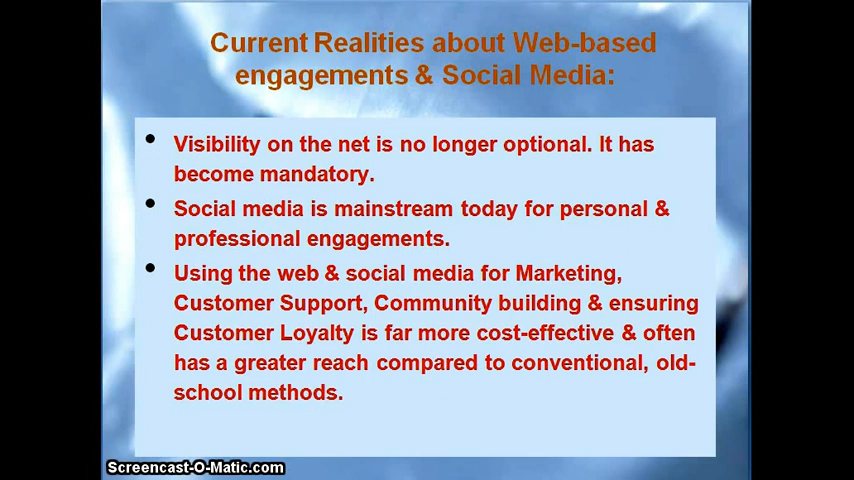 Current Realities about Web-based
engagements & Social Media:
• Visibility on the net is no longer optional. It has
become mandatory.
• Social media is mainstream today for personal &
professional engagements.
• Using the web & social media for Marketing,
Customer Support, Community building & ensuring
Customer Loyalty is far more cost-effective & often
has a greater reach compared to conventional, old-
school methods.
Screencast-O-Matic.com